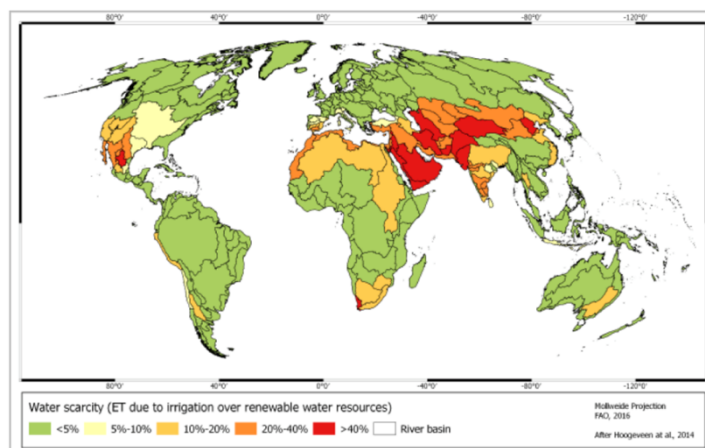 80°0' 40°0' 0°0' -40°0' -80°0' -120°0'
80°0' 40°0' 0°0' -40°0' -80°0' -120°0'
Water scarcity (ET due to irrigation over renewable water resources)
<5% 5%-10% 10%-20% 20%-40% >40% River basin
Mollweide Projection
FAO, 2016
After Hoogeveen at al., 2014